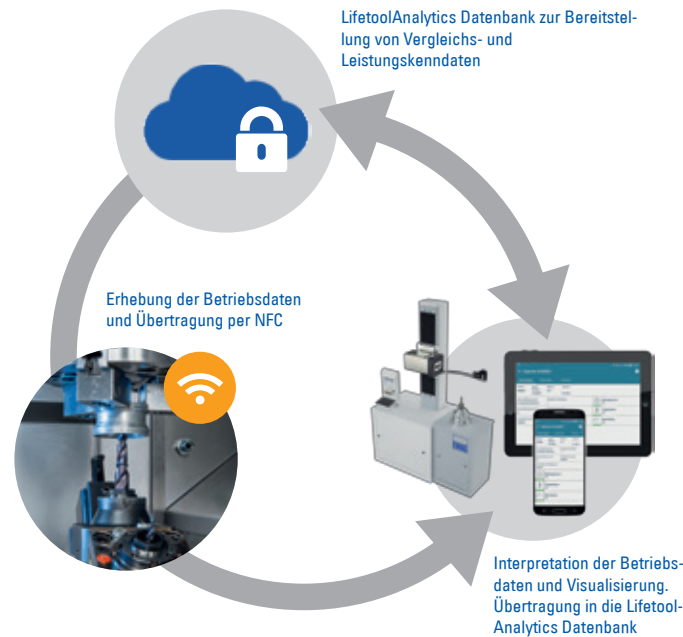 LifetoolAnalytics Datenbank zur Bereitstel-
lung von Vergleichs- und
Leistungskenndaten
Erhebung der Betriebsdaten
und Übertragung per NFC
Interpretation der Betriebs-
daten und Visualisierung.
Übertragung in die Lifetool-
Analytics Datenbank